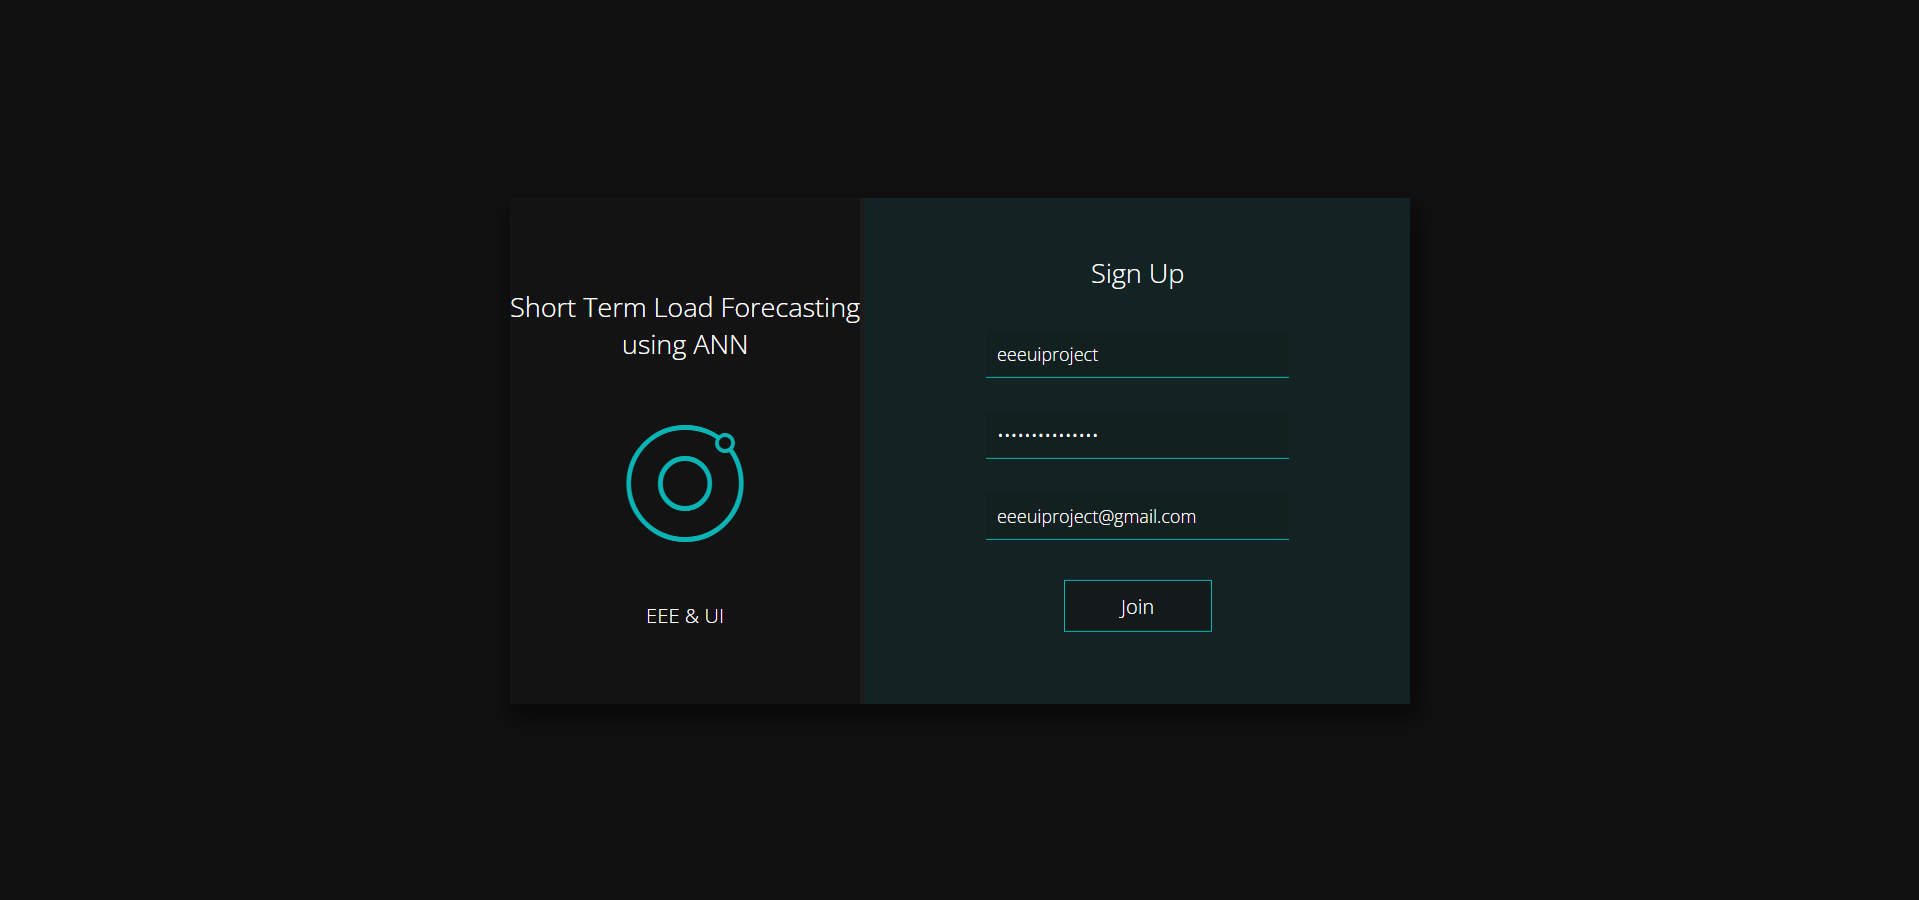 Short Term Load Forecasting
using ANN
EEE & UI
Sign Up
eeeuiproject
•••••••••••••••
eeeuiproject@gmail.com
Join